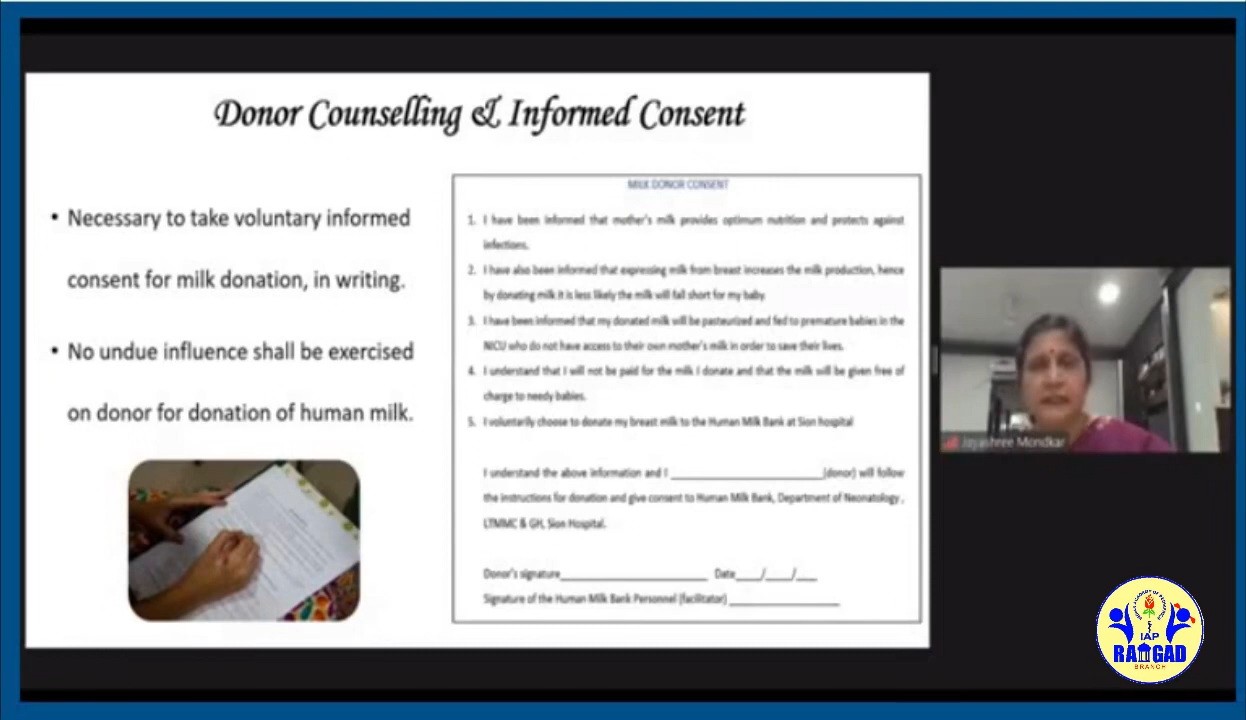 Donor Counselling & Informed Consent
• Necessary to take voluntary informed
consent for milk donation, in writing.
• No undue influence shall be exercised
on donor for donation of human milk.
MILK DONOR CONSENT
1. I have been informed that mother's milk provides optimum nutrition and protects against
infections.
2. I have also been informed that expressing milk from breast increases the milk production, hence
by donating milk it is less likely the milk will fall short for my baby
3. I have been informed that my donated milk will be pasteurized and fed to premature babies in the
NICU who do not have access to their own mother's milk in order to save their lives.
4. I understand that I will not be paid for the milk I donate and that the milk will be given free of
charge to needy babies.
5. I voluntarily choose to donate my breast milk to the Human Milk Bank at Sion hospital
I understand the above information and I ____________________(donor) will follow
the instructions for donation and give consent to Human Milk Bank, Department of Neonatology,
LTMMC & GH, Sion Hospital.
Donor's signature____________________ Date____/____/____
Signature of the Human Milk Bank Personnel (facilitator) _______________
Jayashree Mondkar
IAP
RAIGAD
BRANCH